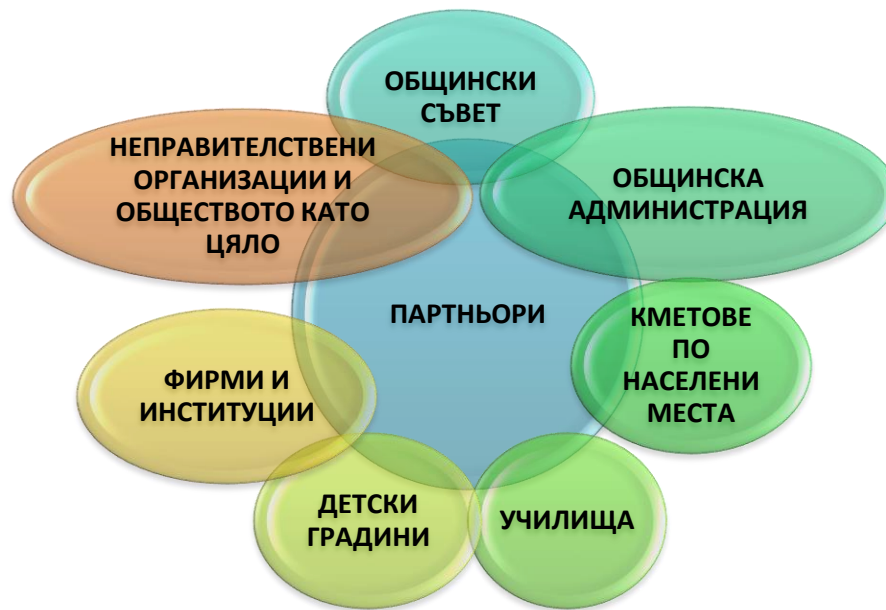 ОБЩИНСКИ
СЪВЕТ
НЕПРАВИТЕЛСТВЕНИ
ОРГАНИЗАЦИИ И
ОБЩЕСТВОТО КАТО
ЦЯЛО
ОБЩИНСКА
АДМИНИСТРАЦИЯ
ПАРТНЬОРИ
КМЕТОВЕ
ПО
НАСЕЛЕНИ
МЕСТА
ФИРМИ И
ИНСТИТУЦИИ
ДЕТСКИ
ГРАДИНИ
УЧИЛИЩА